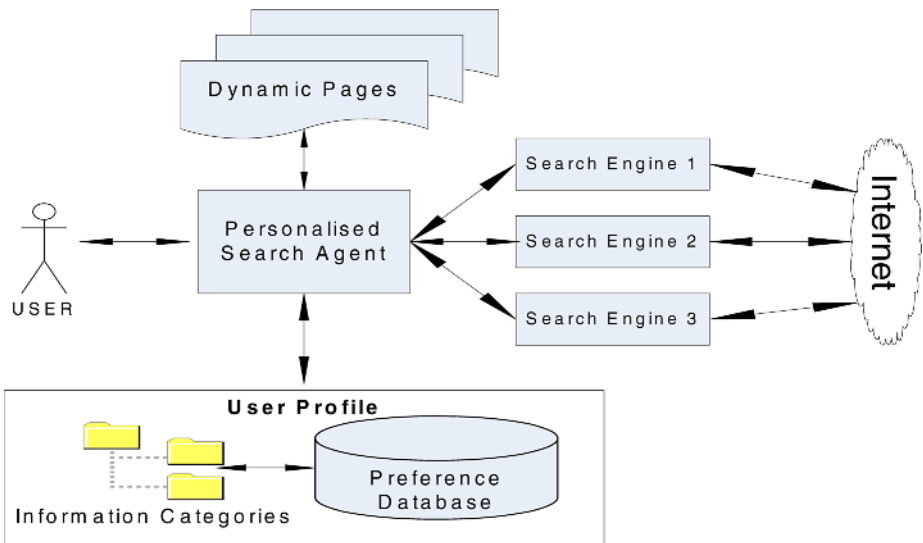 Dynamic Pages
Search Engine 1
Personalised
Search Agent
Search Engine 2
Internet
USER
Search Engine 3
User Profile
Preference
Database
Information Categories